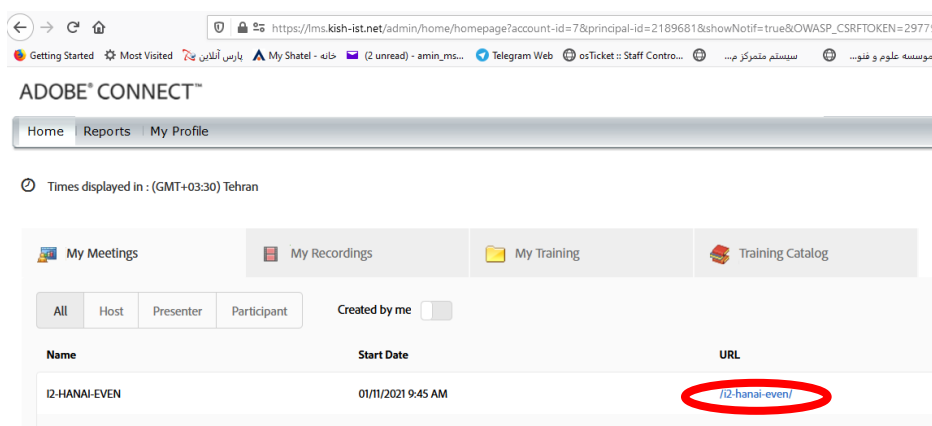 https://lms.kish-ist.net/admin/home/homepage?account-id=7&principal-id=2189681&showNotif=true&OWASP_CSRFTOKEN=2977
Getting Started Most Visited پارس آنلاین My Shatel - خانه (2 unread) - amin_ms... Telegram Web osTicket :: Staff Contro... سیستم متمرکز م... موسسه علوم و فنو...
ADOBE® CONNECT™
Home Reports My Profile
Times displayed in : (GMT+03:30) Tehran
My Meetings My Recordings My Training Training Catalog
All Host Presenter Participant Created by me
Name Start Date URL
I2-HANAI-EVEN 01/11/2021 9:45 AM /i2-hanai-even/